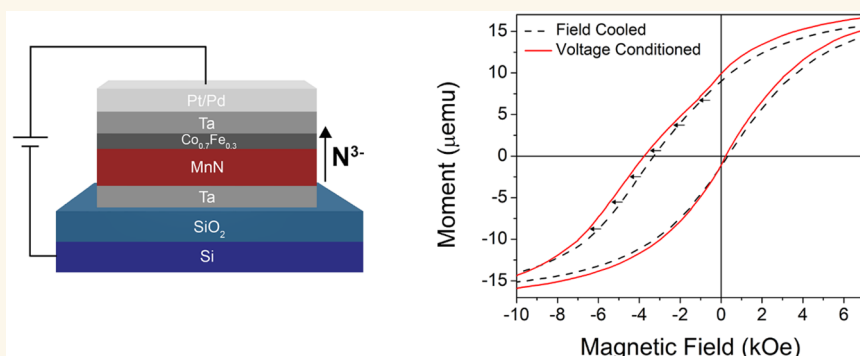 Pt/Pd
Ta
Co0.7Fe0.3
MnN
Ta
SiO2
Si
N3-
Field Cooled
Voltage Conditioned
Moment (μemu)
15
10
5
0
-5
-10
-15
-10 -8 -6 -4 -2 0 2 4 6
Magnetic Field (kOe)